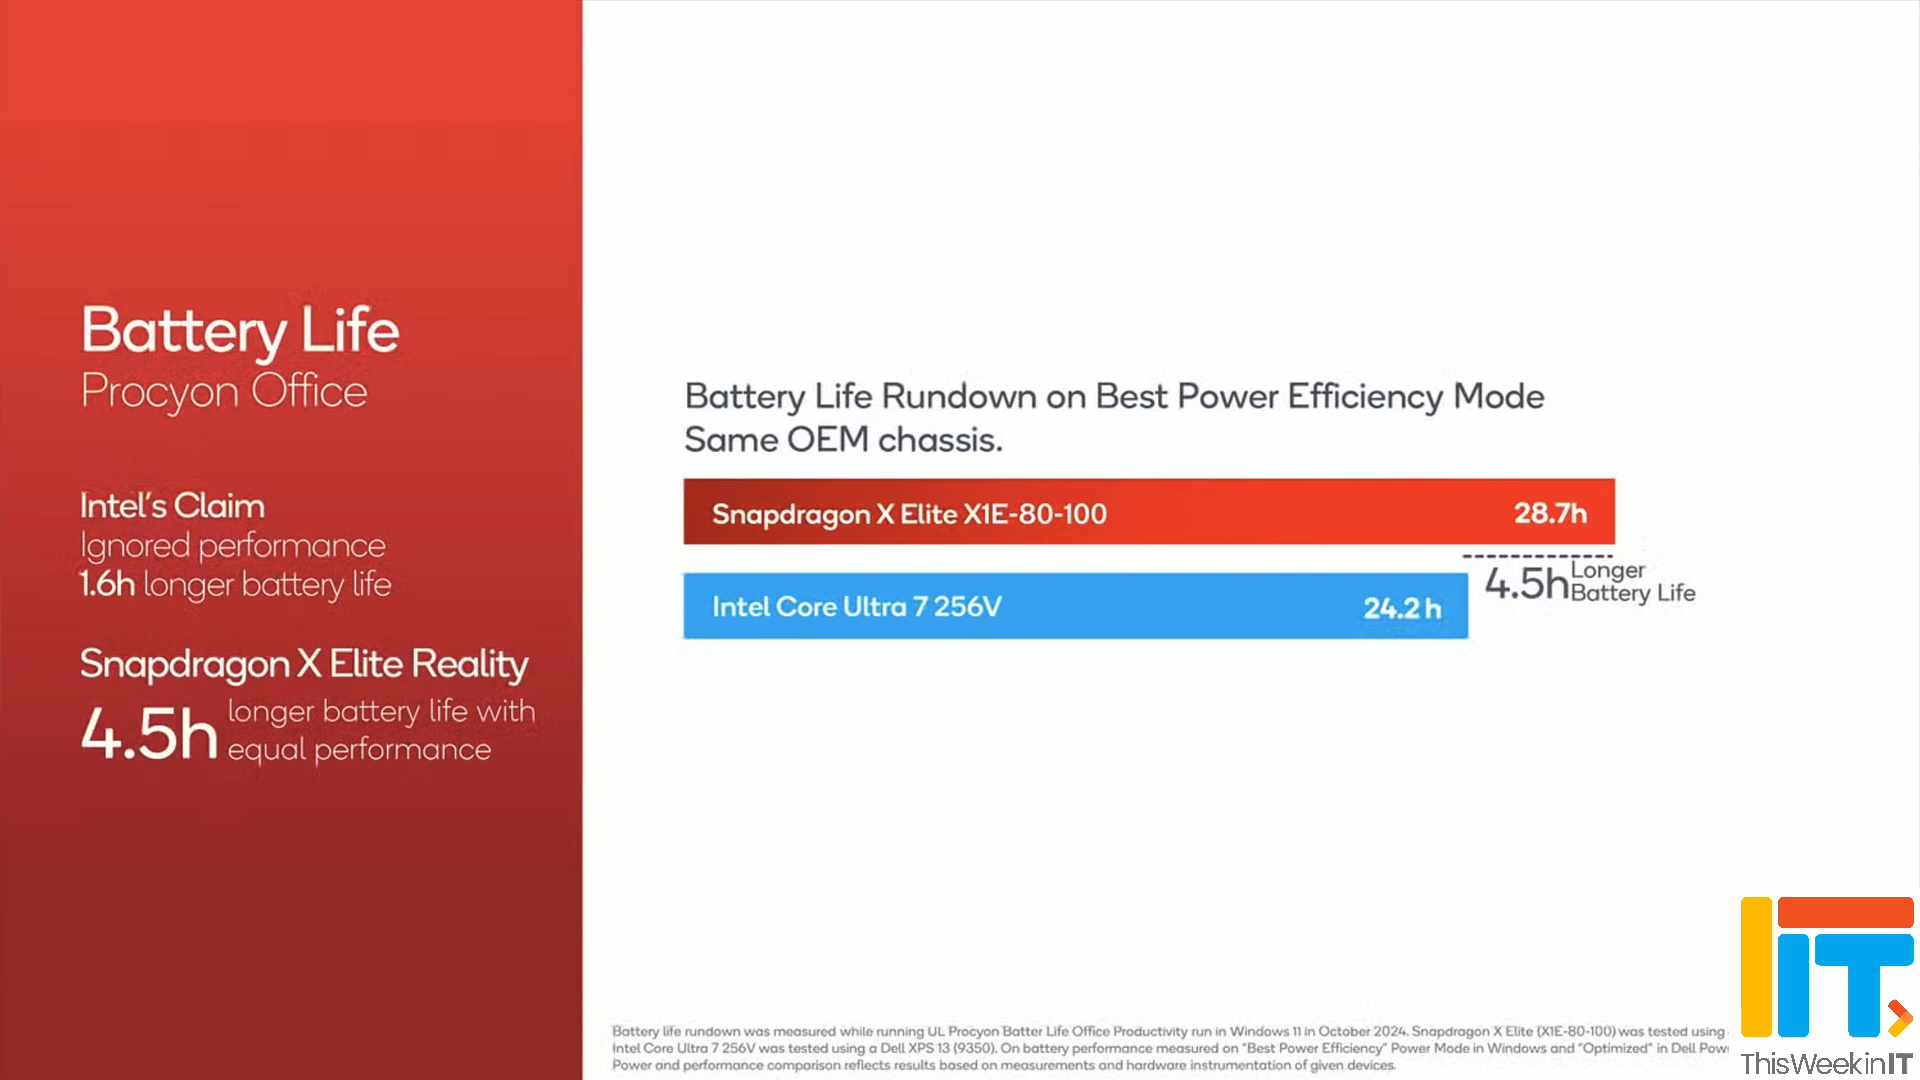 Battery Life
Procyon Office
Intel's Claim
Ignored performance
1.6h longer battery life
Snapdragon X Elite Reality
4.5h longer battery life with
equal performance
Battery Life Rundown on Best Power Efficiency Mode
Same OEM chassis.
Snapdragon X Elite X1E-80-100 28.7h
Intel Core Ultra 7 256V 24.2 h
4.5h Longer
Battery Life
Battery life rundown was measured while running UL Procyon Batter Life Office Productivity run in Windows 11 in October 2024. Snapdragon X Elite (X1E-80-100) was tested using
Intel Core Ultra 7 256V was tested using a Dell XPS 13 (9350). On battery performance measured on "Best Power Efficiency" Power Mode in Windows and "Optimized" in Dell
Power and performance comparison reflects results based on measurements and hardware instrumentation of given devices.
IT
ThisWeekinIT